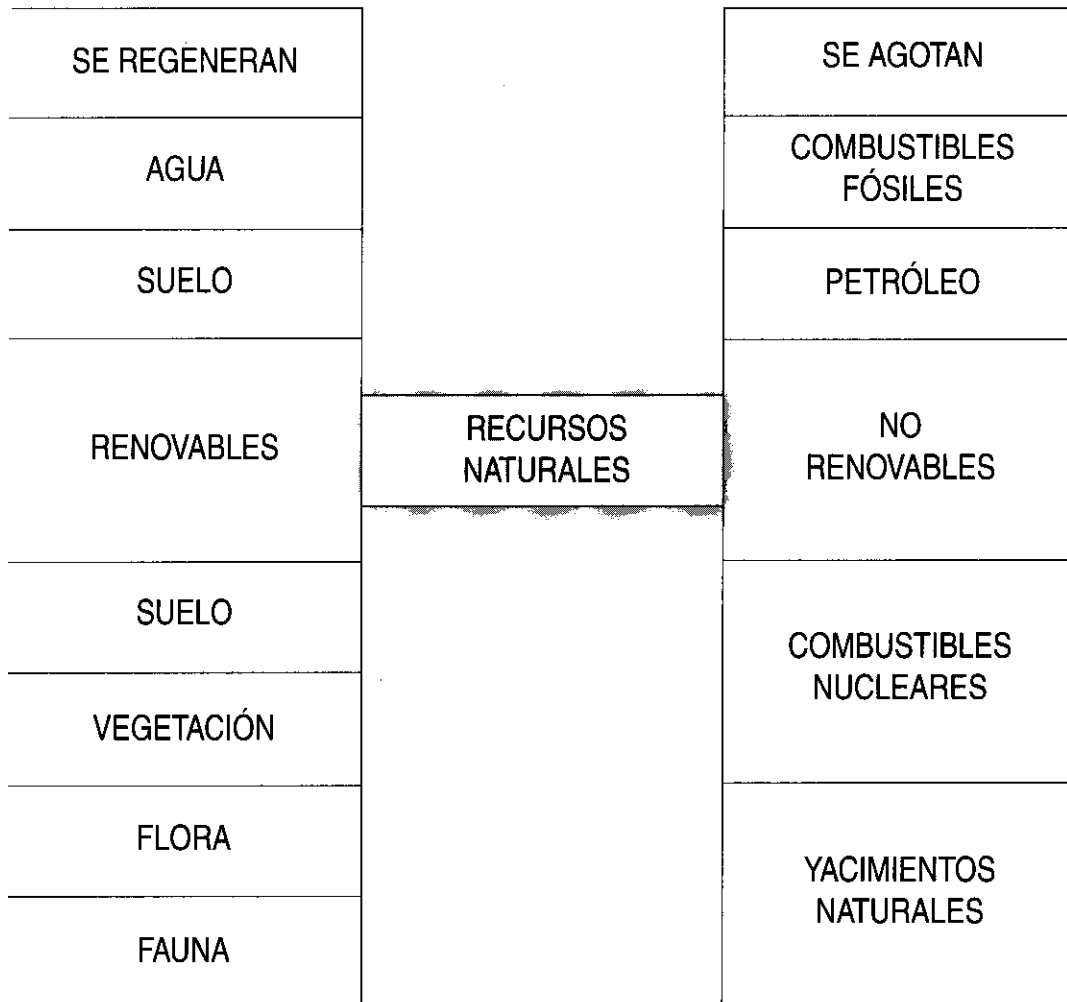 SE REGENERAN
AGUA
SUELO
RENOVABLES
SUELO
VEGETACIÓN
FLORA
FAUNA
RECURSOS
NATURALES
SE AGOTAN
COMBUSTIBLES
FÓSILES
PETRÓLEO
NO
RENOVABLES
COMBUSTIBLES
NUCLEARES
YACIMIENTOS
NATURALES